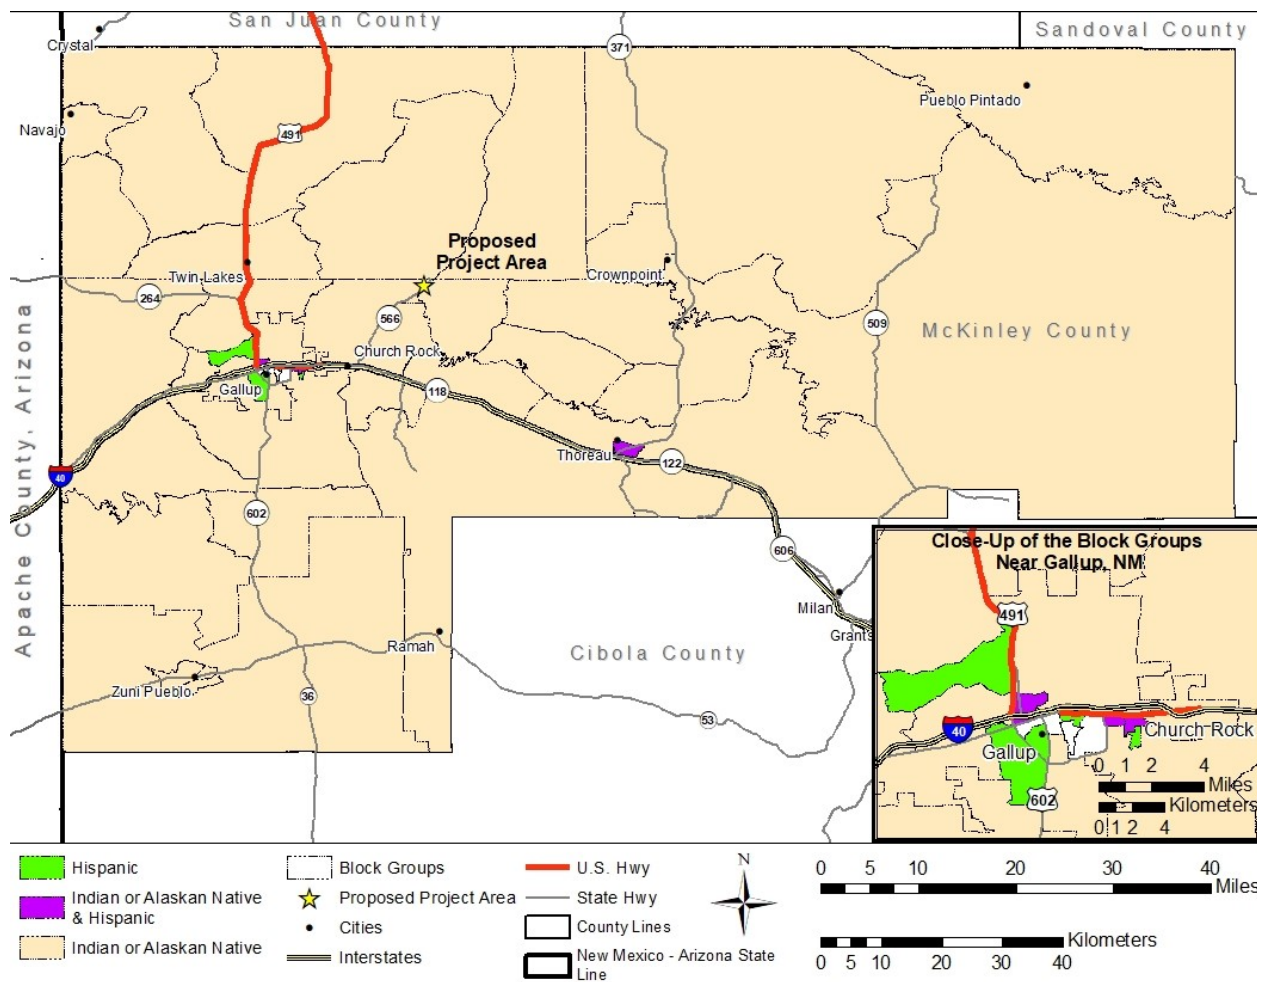 San Juan County
Sandoval County
Crystal
371
Pueblo Pintado
Navajo
491
Proposed
Project Area
Crownpoint
Twin Lakes
264
566
509
McKinley County
Church Rock
Gallup
118
Apache County, Arizona
Thoreau
122
40
602
606
Close-Up of the Block Groups
Near Gallup, NM
491
40
Church Rock
Gallup
0 1 2 4
Miles
602
Kilometers
0 1 2 4
Milan
Grants
Ramah
Cibola County
Zuni Pueblo
36
53
Hispanic
Indian or Alaskan Native
& Hispanic
Indian or Alaskan Native
Block Groups
Proposed Project Area
Cities
Interstates
U.S. Hwy
State Hwy
County Lines
New Mexico - Arizona State
Line
N
0 5 10 20 30 40
Miles
Kilometers
0 5 10 20 30 40